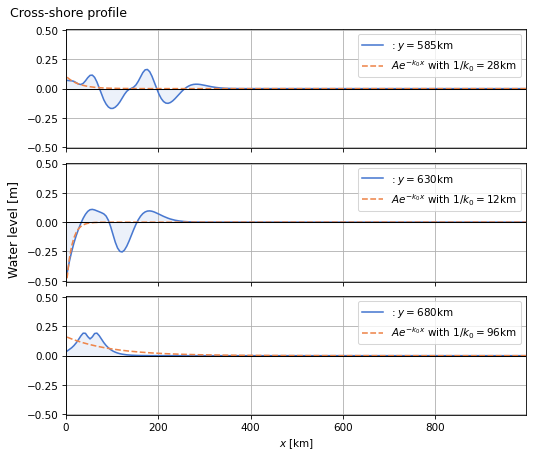 Cross-shore profile
0.50
0.25
0.00
−0.25
−0.50
: y = 585km
Ae^{−k₀x} with 1/k₀ = 28km
0.50
0.25
0.00
−0.25
−0.50
: y = 630km
Ae^{−k₀x} with 1/k₀ = 12km
Water level [m]
0.50
0.25
0.00
−0.25
−0.50
: y = 680km
Ae^{−k₀x} with 1/k₀ = 96km
0 200 400 600 800
x [km]